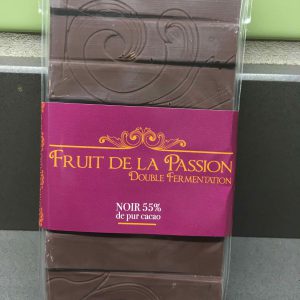 FRUIT DE LA PASSION
DOUBLE FERMENTATION
NOIR 55%
de pur cacao